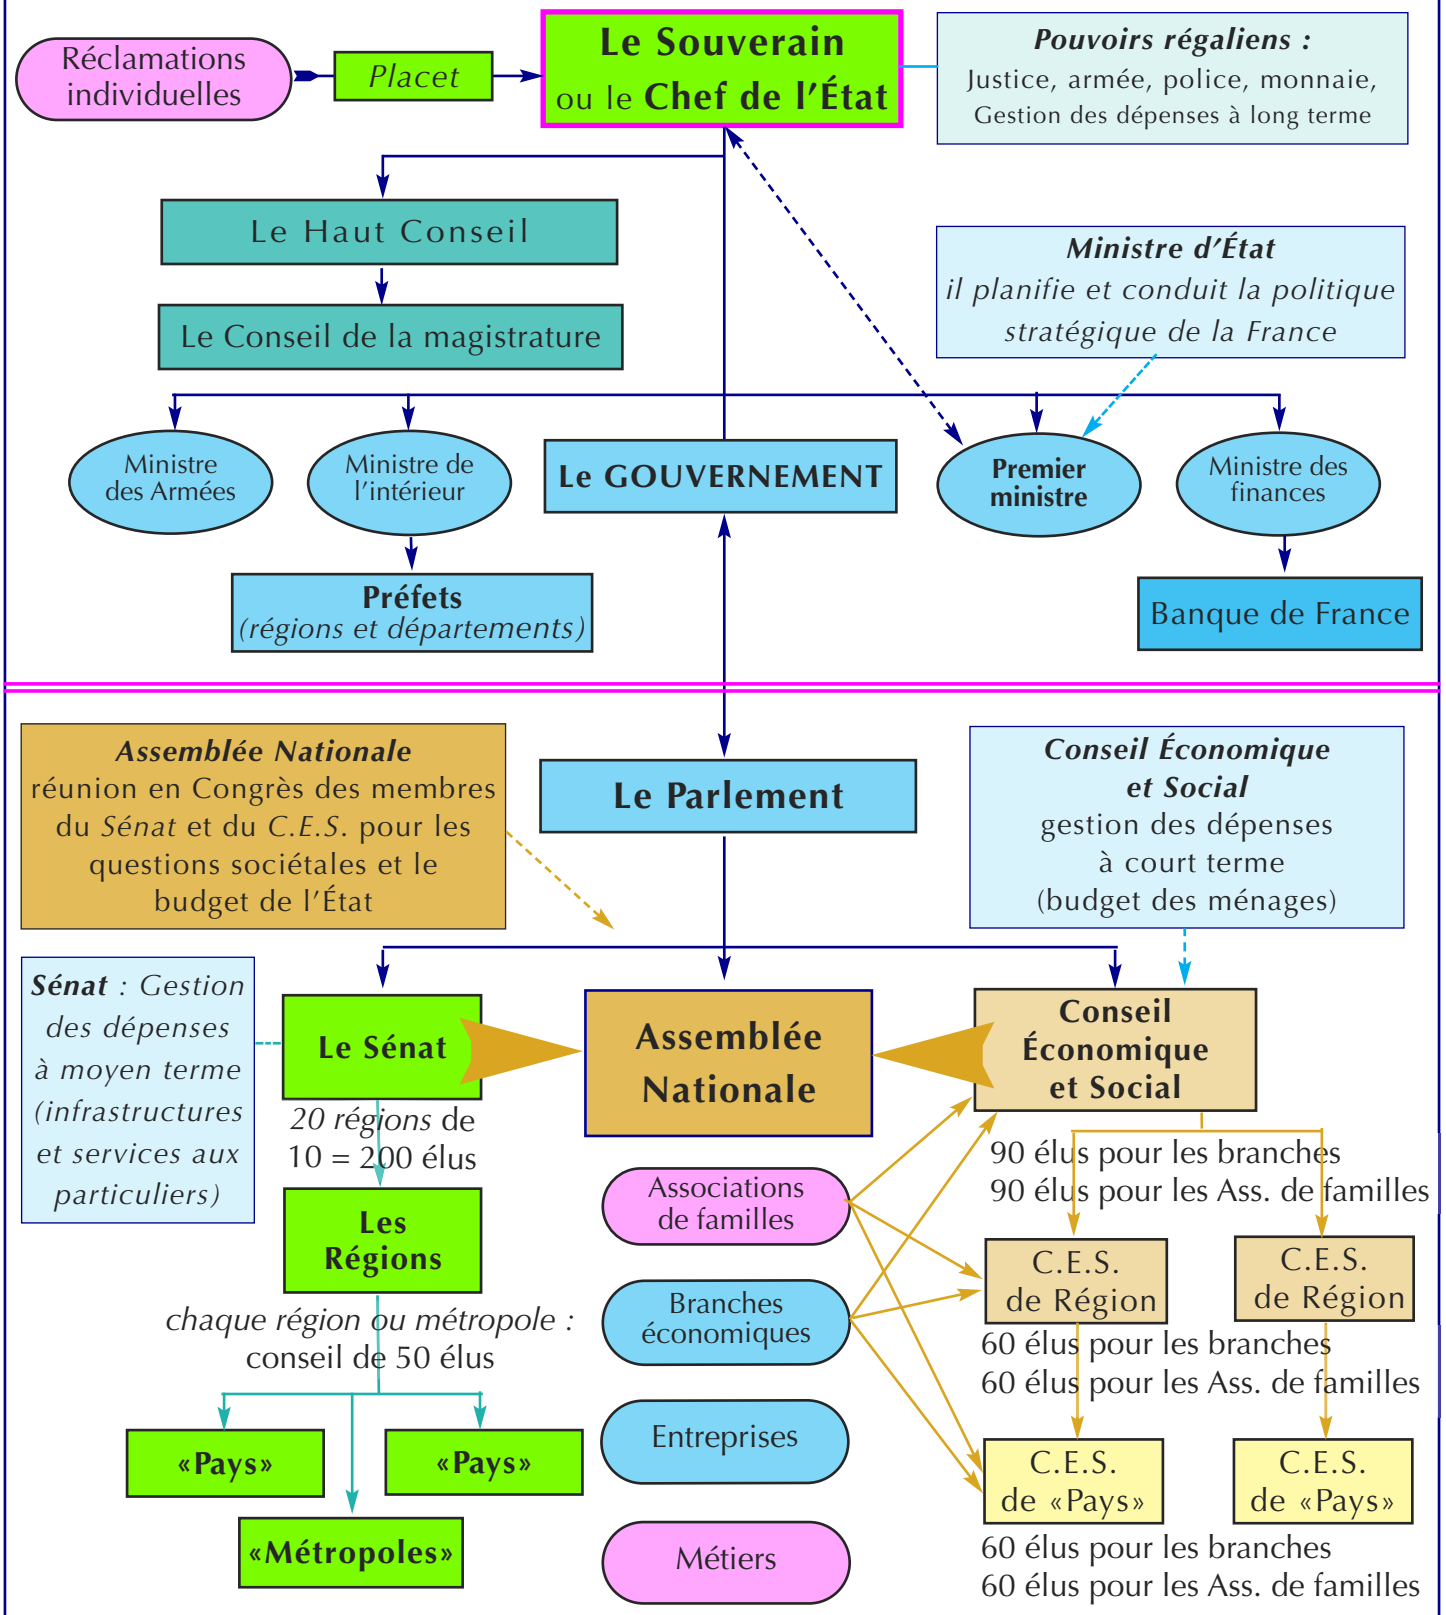 Réclamations
individuelles
Placet
Le Souverain
ou le Chef de l'État
Pouvoirs régaliens :
Justice, armée, police, monnaie,
Gestion des dépenses à long terme
Le Haut Conseil
Le Conseil de la magistrature
Ministre d'État
il planifie et conduit la politique
stratégique de la France
Ministre
des Armées
Ministre de
l'intérieur
Le GOUVERNEMENT
Premier
ministre
Ministre des
finances
Préfets
(régions et départements)
Banque de France
Assemblée Nationale
réunion en Congrès des membres
du Sénat et du C.E.S. pour les
questions sociétales et le
budget de l'État
Le Parlement
Conseil Économique
et Social
gestion des dépenses
à court terme
(budget des ménages)
Sénat : Gestion
des dépenses
à moyen terme
(infrastructures
et services aux
particuliers)
Le Sénat
Assemblée
Nationale
Conseil
Économique
et Social
20 régions de
10 = 200 élus
90 élus pour les branches
90 élus pour les Ass. de familles
Les
Régions
Associations
de familles
C.E.S.
de Région
C.E.S.
de Région
chaque région ou métropole :
conseil de 50 élus
Branches
économiques
60 élus pour les branches
60 élus pour les Ass. de familles
«Pays»
«Pays»
Entreprises
C.E.S.
de «Pays»
C.E.S.
de «Pays»
«Métropoles»
Métiers
60 élus pour les branches
60 élus pour les Ass. de familles